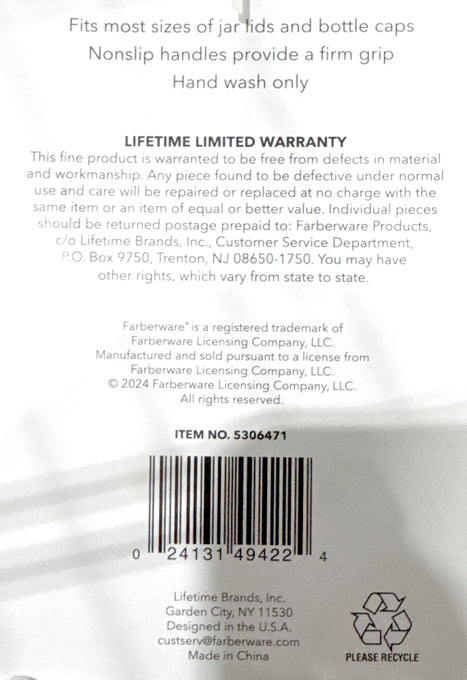 Fits most sizes of jar lids and bottle caps
Nonslip handles provide a firm grip
Hand wash only
LIFETIME LIMITED WARRANTY
This fine product is warranted to be free from defects in material
and workmanship. Any piece found to be defective under normal
use and care will be repaired or replaced at no charge with the
same item or an item of equal or better value. Individual pieces
should be returned postage prepaid to: Farberware Products,
c/o Lifetime Brands, Inc., Customer Service Department,
P.O. Box 9750, Trenton, NJ 08650-1750. You may have
other rights, which vary from state to state.
Farberware® is a registered trademark of
Farberware Licensing Company, LLC.
Manufactured and sold pursuant to a license from
Farberware Licensing Company, LLC.
© 2024 Farberware Licensing Company, LLC.
All rights reserved.
ITEM NO. 5306471
0 24131 49422 4
Lifetime Brands, Inc.
Garden City, NY 11530
Designed in the U.S.A.
custserv@farberware.com
Made in China
PLEASE RECYCLE